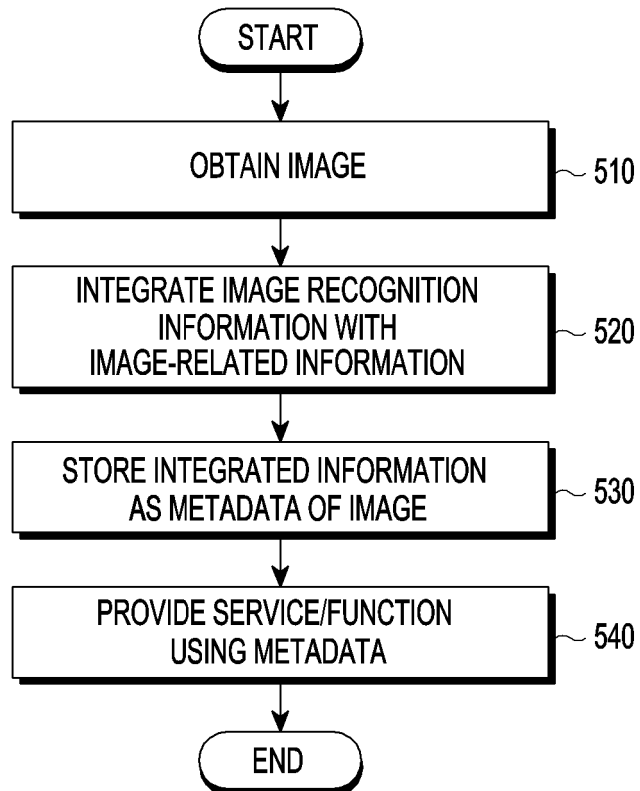 START
OBTAIN IMAGE
510
INTEGRATE IMAGE RECOGNITION
INFORMATION WITH
IMAGE-RELATED INFORMATION
520
STORE INTEGRATED INFORMATION
AS METADATA OF IMAGE
530
PROVIDE SERVICE/FUNCTION
USING METADATA
540
END